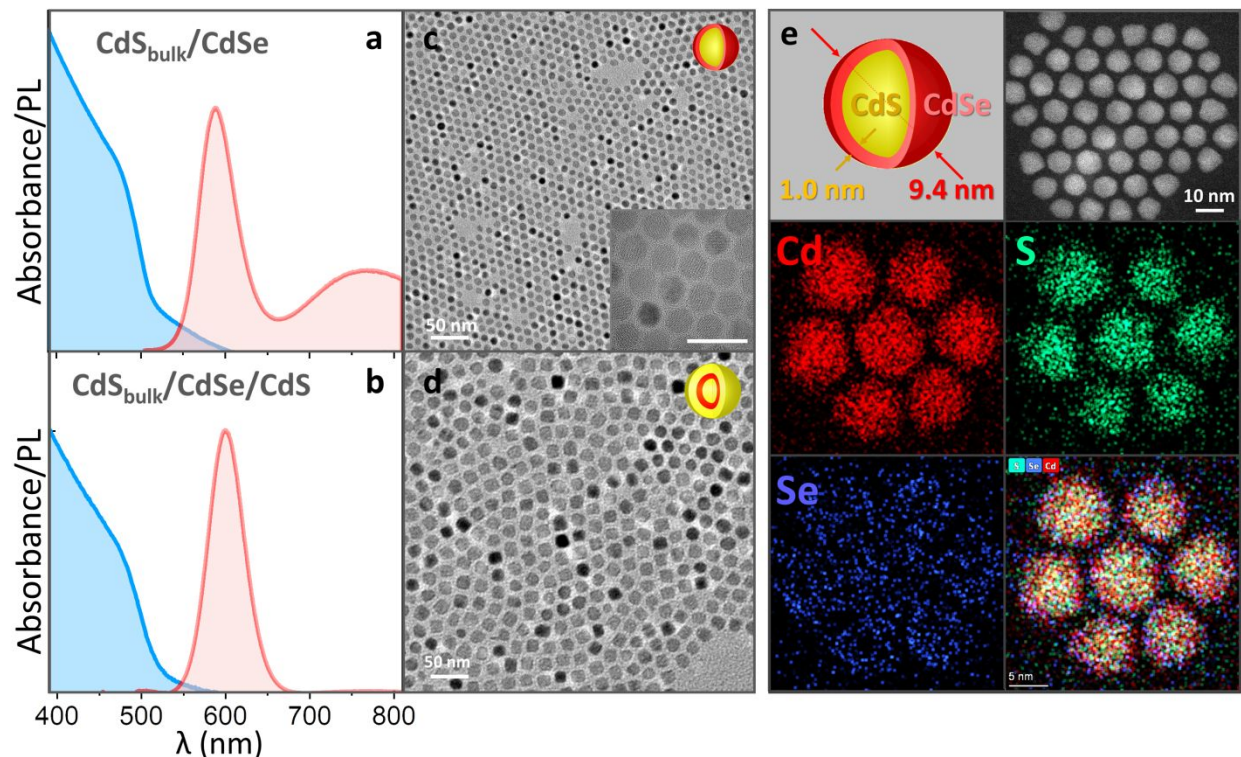 CdSbulk/CdSe
a
Absorbance/PL
CdSbulk/CdSe/CdS
b
Absorbance/PL
400 500 600 700 800
λ (nm)
c
50 nm
d
50 nm
e
CdS CdSe
1.0 nm 9.4 nm
10 nm
Cd
S
Se
S Se Cd
5 nm